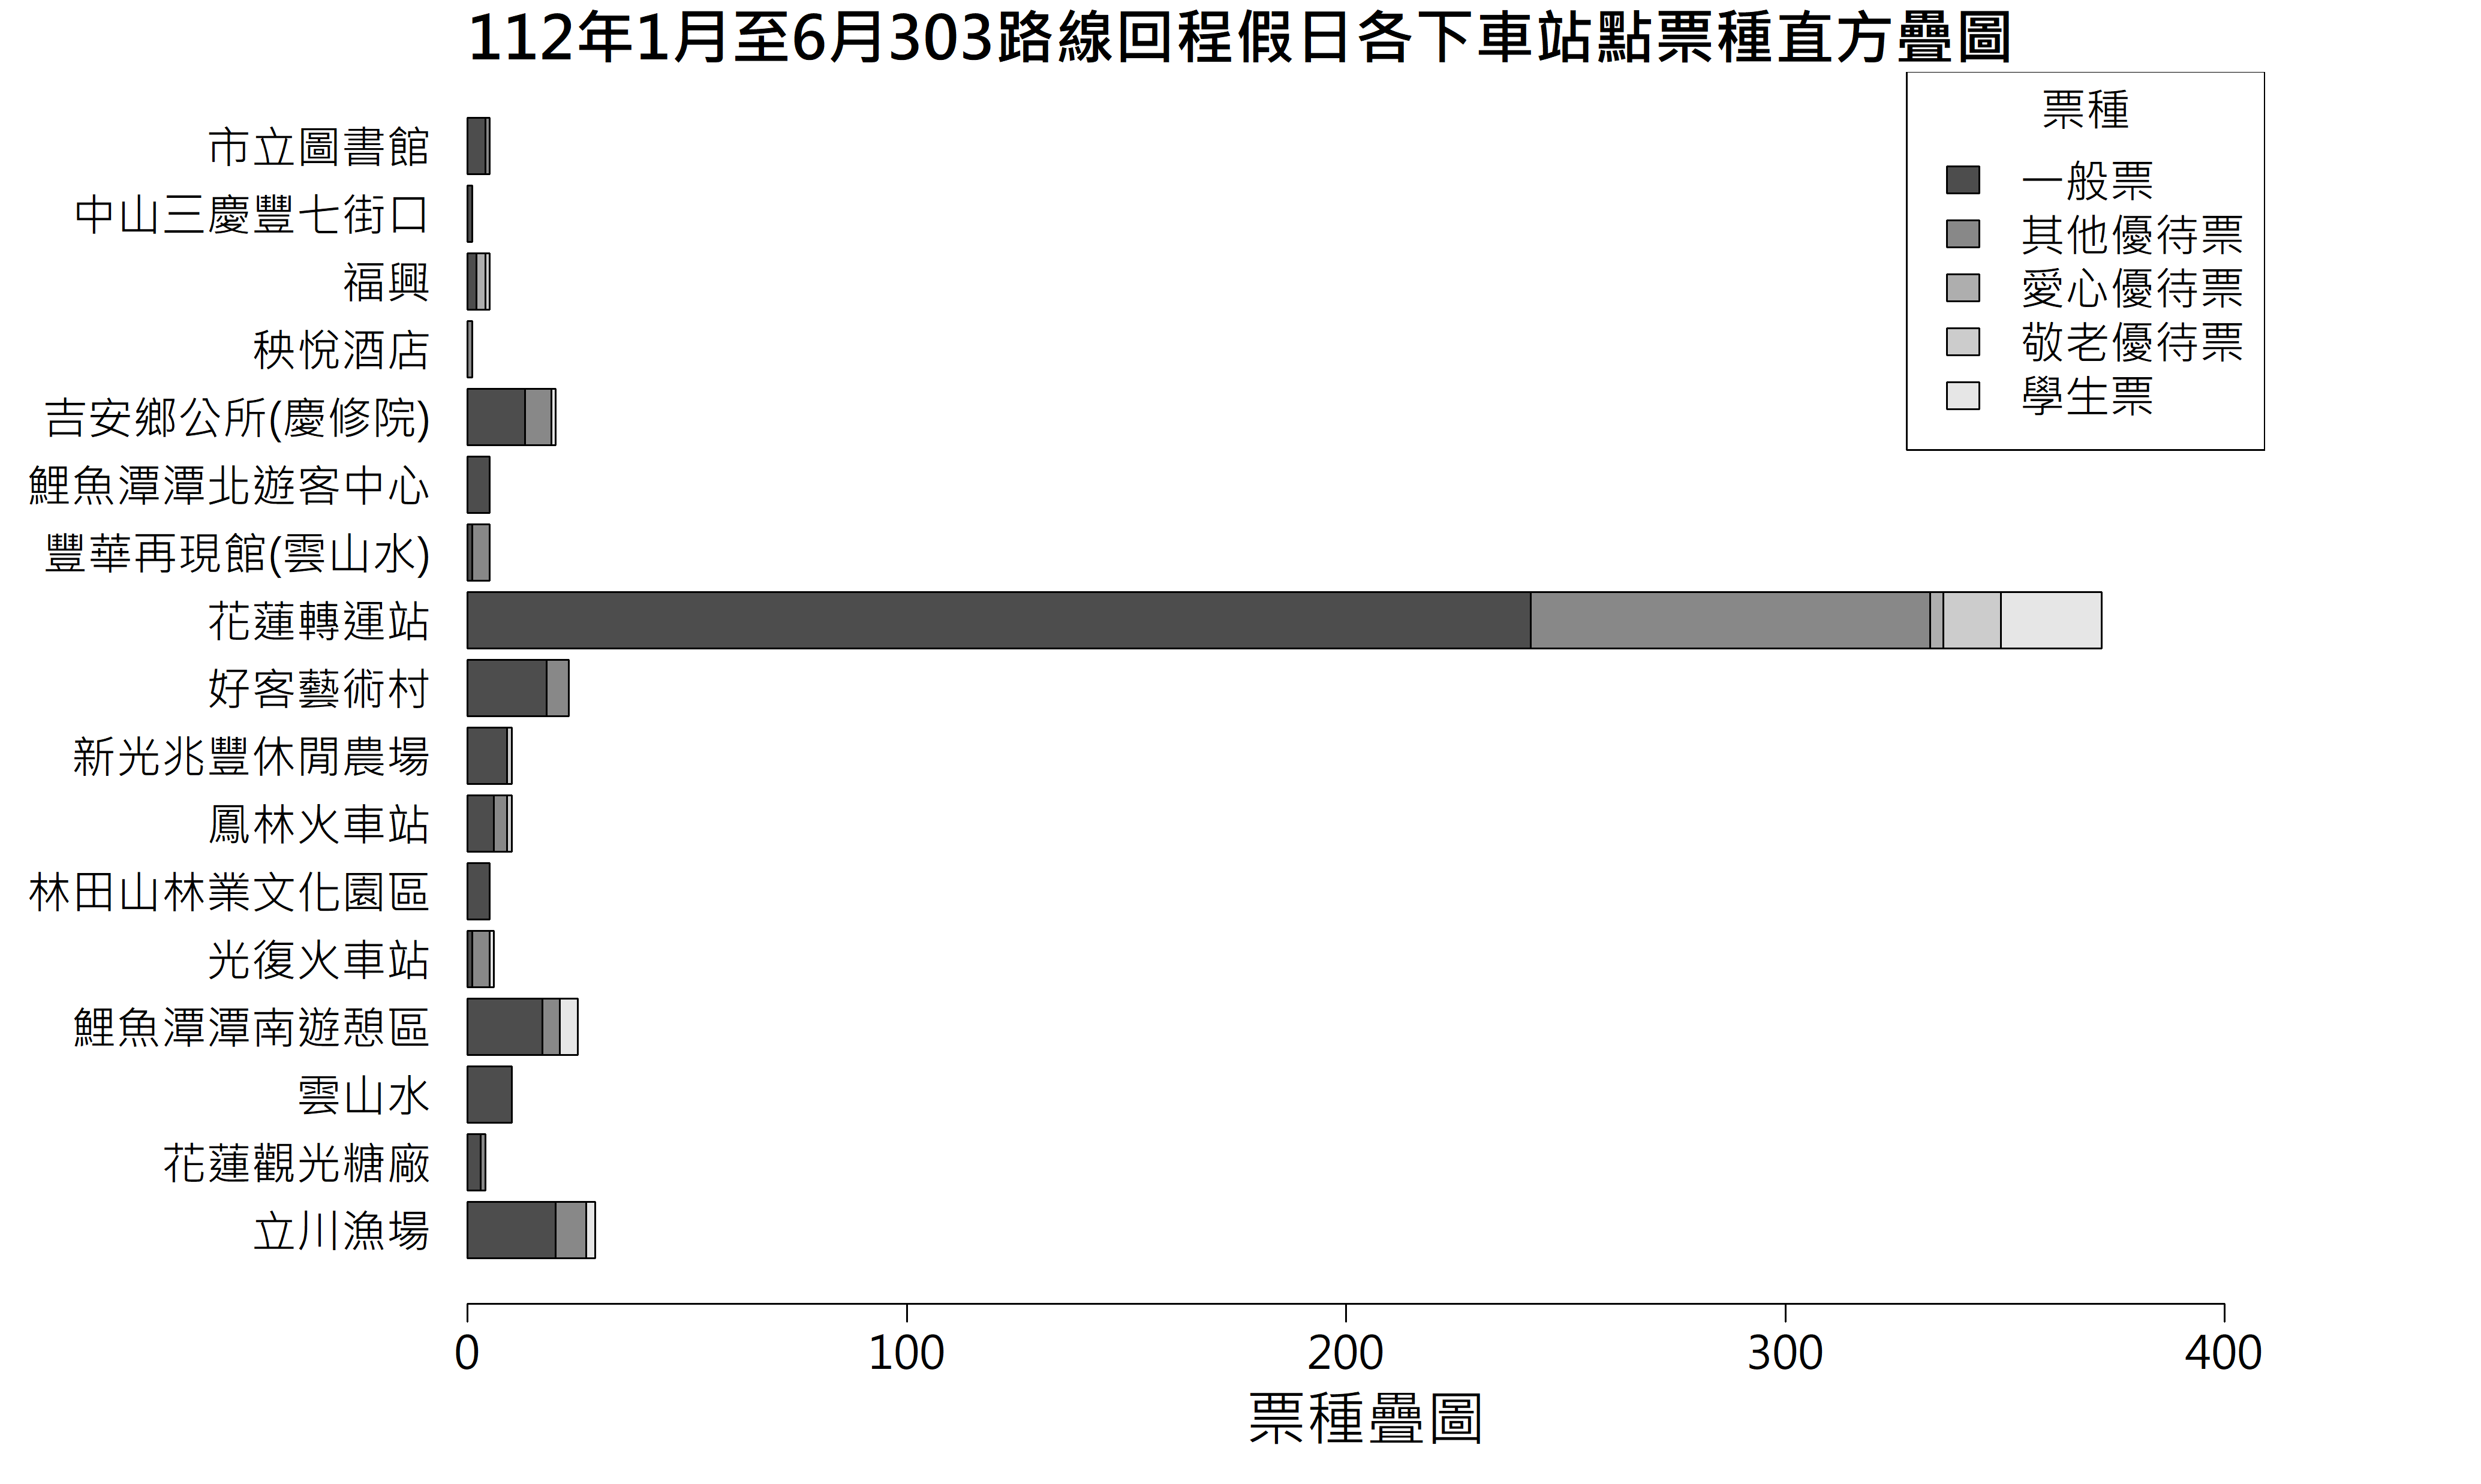 112年1月至6月303路線回程假日各下車站點票種直方疊圖
票種
一般票
其他優待票
愛心優待票
敬老優待票
學生票
市立圖書館
中山三慶豐七街口
福興
秧悅酒店
吉安鄉公所(慶修院)
鯉魚潭潭北遊客中心
豐華再現館(雲山水)
花蓮轉運站
好客藝術村
新光兆豐休閒農場
鳳林火車站
林田山林業文化園區
光復火車站
鯉魚潭潭南遊憩區
雲山水
花蓮觀光糖廠
立川漁場
0 100 200 300 400
票種疊圖